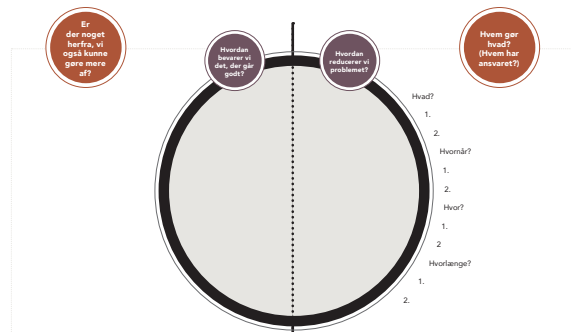 Er
der noget
herfra, vi
også kunne
gøre mere
af?
Hvordan
bevarer vi
det, der går
godt?
Hvordan
reducerer vi
problemet?
Hvem gør
hvad?
(Hvem har
ansvaret?)
Hvad?
1.
2.
Hvornår?
1.
2.
Hvor?
1.
2
Hvorlænge?
1.
2.